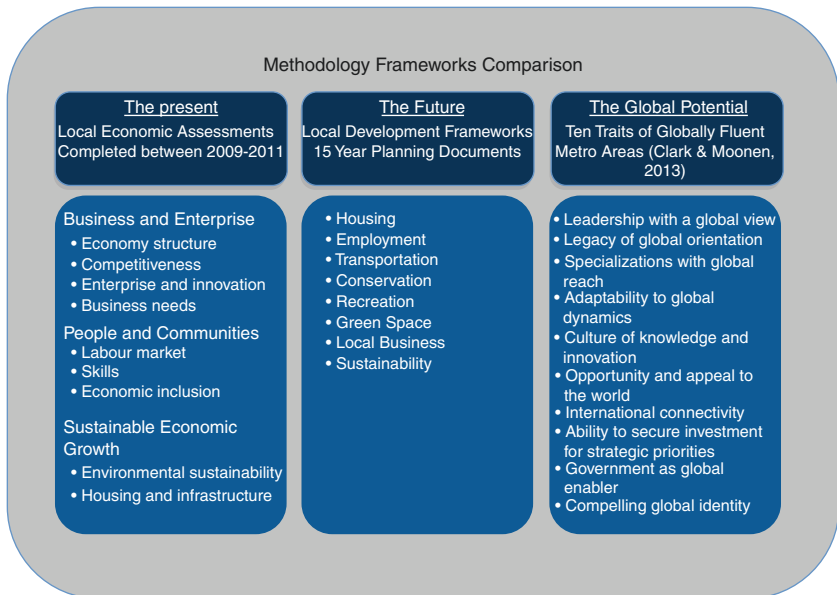 Methodology Frameworks Comparison
The present
Local Economic Assessments
Completed between 2009-2011
Business and Enterprise
• Economy structure
• Competitiveness
• Enterprise and innovation
• Business needs
People and Communities
• Labour market
• Skills
• Economic inclusion
Sustainable Economic
Growth
• Environmental sustainability
• Housing and infrastructure
The Future
Local Development Frameworks
15 Year Planning Documents
• Housing
• Employment
• Transportation
• Conservation
• Recreation
• Green Space
• Local Business
• Sustainability
The Global Potential
Ten Traits of Globally Fluent
Metro Areas (Clark & Moonen,
2013)
• Leadership with a global view
• Legacy of global orientation
• Specializations with global
reach
• Adaptability to global
dynamics
• Culture of knowledge and
innovation
• Opportunity and appeal to
the world
• International connectivity
• Ability to secure investment
for strategic priorities
• Government as global
enabler
• Compelling global identity